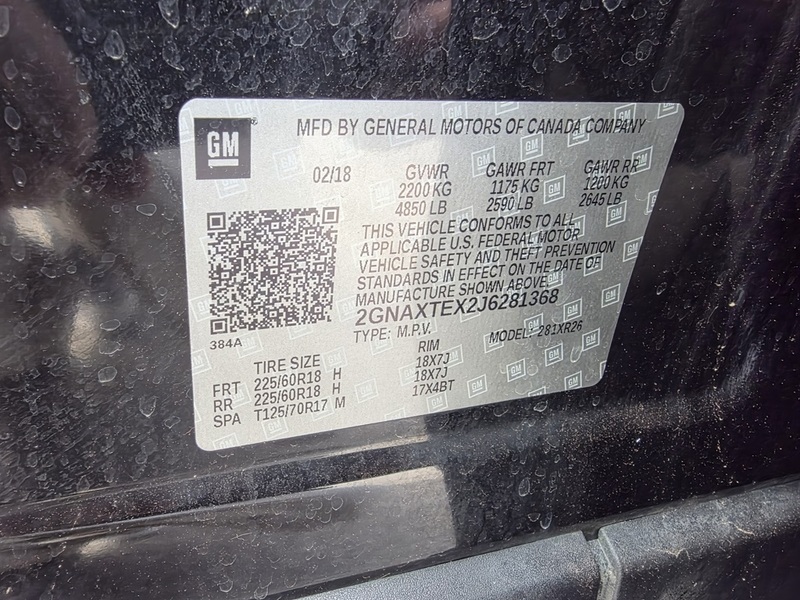 GM ®
MFD BY GENERAL MOTORS OF CANADA COMPANY
02/18 GVWR GAWR FRT GAWR RR
2200 KG 1175 KG 1200 KG
4850 LB 2590 LB 2645 LB
THIS VEHICLE CONFORMS TO ALL
APPLICABLE U.S. FEDERAL MOTOR
VEHICLE SAFETY AND THEFT PREVENTION
STANDARDS IN EFFECT ON THE DATE OF
MANUFACTURE SHOWN ABOVE.
2GNAXTEX2J6281368
TYPE: M.P.V. MODEL: 281XR26
384A
TIRE SIZE RIM
FRT 225/60R18 H 18X7J
RR 225/60R18 H 18X7J
SPA T125/70R17 M 17X4BT